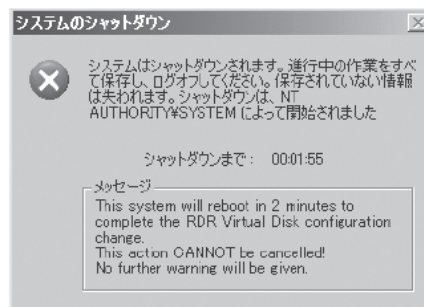 システムのシャットダウン
システムはシャットダウンされます。進行中の作業をすべ
て保存し、ログオフしてください。保存されていない情報
は失われます。シャットダウンは、NT
AUTHORITY¥SYSTEM によって開始されました
シャットダウンまで : 00:01:55
メッセージ
This system will reboot in 2 minutes to
complete the RDR Virtual Disk configuration
change.
This action CANNOT be cancelled!
No further warning will be given.